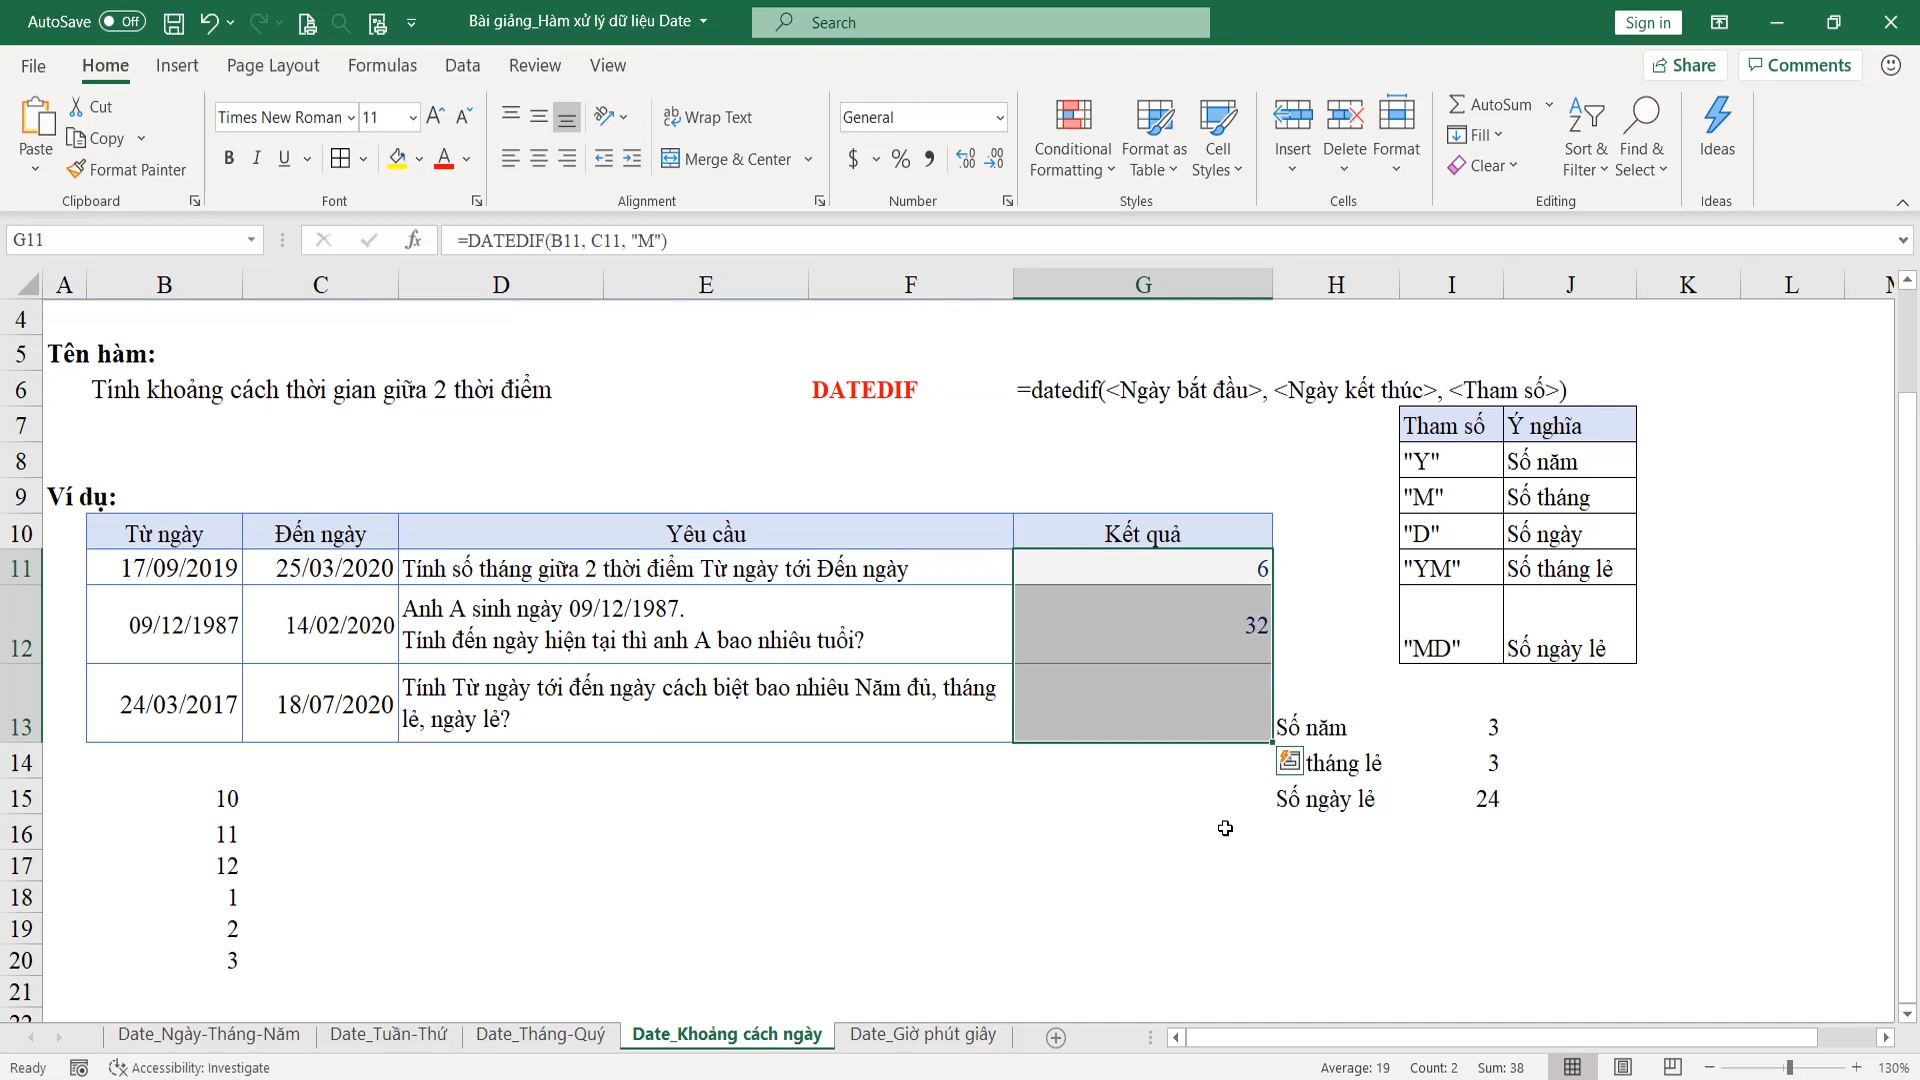 AutoSave Off Bài giảng_Hàm xử lý dữ liệu Date Search Sign in
File Home Insert Page Layout Formulas Data Review View Share Comments
Paste Cut Copy Format Painter Clipboard
Times New Roman 11 B I U A Font
ab Wrap Text Merge & Center Alignment
General $ % Number
Conditional Formatting Format as Table Cell Styles Styles
Insert Delete Format Cells
AutoSum Fill Clear Sort & Filter Find & Select Editing
Ideas Ideas
G11 fx =DATEDIF(B11, C11, "M")
A B C D E F G H I J K L
4
5 Tên hàm:
6 Tính khoảng cách thời gian giữa 2 thời điểm DATEDIF =datedif(<Ngày bắt đầu>, <Ngày kết thúc>, <Tham số>)
7 Tham số Ý nghĩa
8 "Y" Số năm
9 Ví dụ: "M" Số tháng
10 Từ ngày Đến ngày Yêu cầu Kết quả "D" Số ngày
11 17/09/2019 25/03/2020 Tính số tháng giữa 2 thời điểm Từ ngày tới Đến ngày 6 "YM" Số tháng lẻ
12 09/12/1987 14/02/2020 Anh A sinh ngày 09/12/1987.
Tính đến ngày hiện tại thì anh A bao nhiêu tuổi? 32 "MD" Số ngày lẻ
13 24/03/2017 18/07/2020 Tính Từ ngày tới đến ngày cách biệt bao nhiêu Năm đủ, tháng
lẻ, ngày lẻ? Số năm 3
14 tháng lẻ 3
15 10 Số ngày lẻ 24
16 11
17 12
18 1
19 2
20 3
21
Date_Ngày-Tháng-Năm Date_Tuần-Thứ Date_Tháng-Quý Date_Khoảng cách ngày Date_Giờ phút giây
Ready Accessibility: Investigate Average: 19 Count: 2 Sum: 38 130%